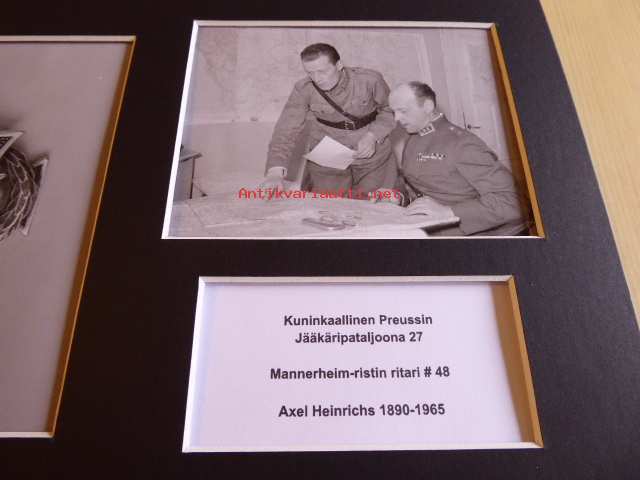 Antikvariaatti.net
Kuninkaallinen Preussin
Jääkäripataljoona 27
Mannerheim-ristin ritari # 48
Axel Heinrichs 1890-1965